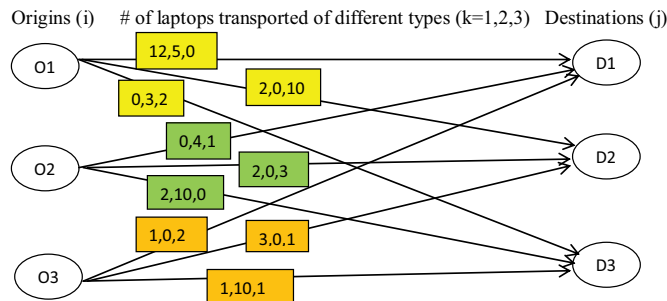 Origins (i) # of laptops transported of different types (k=1,2,3) Destinations (j)
12,5,0
O1
D1
2,0,10
0,3,2
0,4,1
O2
2,0,3
D2
2,10,0
1,0,2
3,0,1
O3
D3
1,10,1